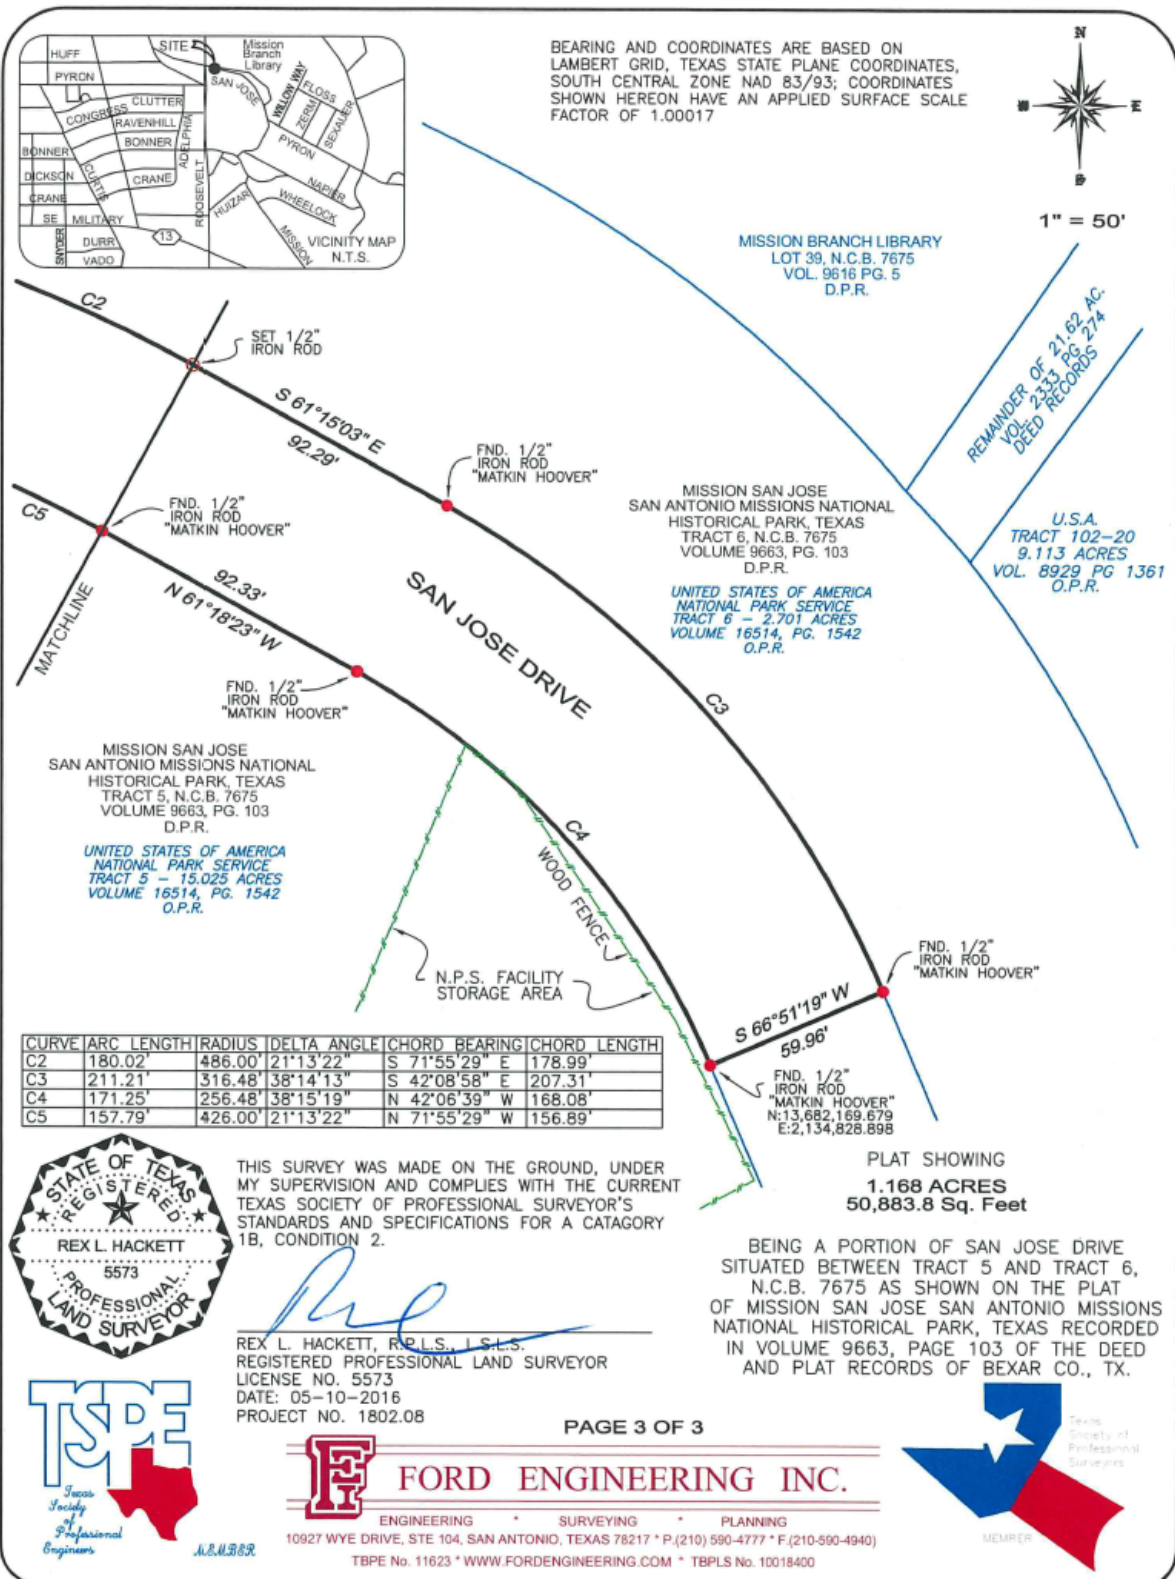 HUFF
PYRON
SITE
Mission
Branch
Library
SAN JOSE
WILLOW WAY
FLOSS
ZERM
SEXAUER
CLUTTER
CONGRESS
RAVENHILL
BONNER
ADELPHIA
BONNER
PYRON
DICKSON
CURTIS
CRANE
NAPIER
CRANE
ROOSEVELT
HUIZAR
WHEELOCK
SE MILITARY
13
MISSION
SNYDER
DURR
VADO
VICINITY MAP
N.T.S.
BEARING AND COORDINATES ARE BASED ON
LAMBERT GRID, TEXAS STATE PLANE COORDINATES,
SOUTH CENTRAL ZONE NAD 83/93; COORDINATES
SHOWN HEREON HAVE AN APPLIED SURFACE SCALE
FACTOR OF 1.00017
N
E
S
1" = 50'
MISSION BRANCH LIBRARY
LOT 39, N.C.B. 7675
VOL. 9616 PG. 5
D.P.R.
REMAINDER OF 21.62 AC.
VOL. 2333 PG 274
DEED RECORDS
U.S.A.
TRACT 102-20
9.113 ACRES
VOL. 8929 PG 1361
O.P.R.
C2
SET 1/2"
IRON ROD
S 61°15'03" E
92.29'
FND. 1/2"
IRON ROD
"MATKIN HOOVER"
C5
FND. 1/2"
IRON ROD
"MATKIN HOOVER"
92.33'
N 61°18'23" W
MATCHLINE
SAN JOSE DRIVE
MISSION SAN JOSE
SAN ANTONIO MISSIONS NATIONAL
HISTORICAL PARK, TEXAS
TRACT 6, N.C.B. 7675
VOLUME 9663, PG. 103
D.P.R.
UNITED STATES OF AMERICA
NATIONAL PARK SERVICE
TRACT 6 - 2.701 ACRES
VOLUME 16514, PG. 1542
O.P.R.
FND. 1/2"
IRON ROD
"MATKIN HOOVER"
C3
MISSION SAN JOSE
SAN ANTONIO MISSIONS NATIONAL
HISTORICAL PARK, TEXAS
TRACT 5, N.C.B. 7675
VOLUME 9663, PG. 103
D.P.R.
UNITED STATES OF AMERICA
NATIONAL PARK SERVICE
TRACT 5 - 15.025 ACRES
VOLUME 16514, PG. 1542
O.P.R.
C4
WOOD FENCE
N.P.S. FACILITY
STORAGE AREA
FND. 1/2"
IRON ROD
"MATKIN HOOVER"
S 66°51'19" W
59.96'
FND. 1/2"
IRON ROD
"MATKIN HOOVER"
N:13,682,169.679
E:2,134,828.898
CURVE ARC LENGTH RADIUS DELTA ANGLE CHORD BEARING CHORD LENGTH
C2 180.02' 486.00' 21°13'22" S 71°55'29" E 178.99'
C3 211.21' 316.48' 38°14'13" S 42°08'58" E 207.31'
C4 171.25' 256.48' 38°15'19" N 42°06'39" W 168.08'
C5 157.79' 426.00' 21°13'22" N 71°55'29" W 156.89'
STATE OF TEXAS
REGISTERED
REX L. HACKETT
5573
PROFESSIONAL
LAND SURVEYOR
THIS SURVEY WAS MADE ON THE GROUND, UNDER
MY SUPERVISION AND COMPLIES WITH THE CURRENT
TEXAS SOCIETY OF PROFESSIONAL SURVEYOR'S
STANDARDS AND SPECIFICATIONS FOR A CATAGORY
1B, CONDITION 2.
REX L. HACKETT, R.P.L.S., L.S.L.S.
REGISTERED PROFESSIONAL LAND SURVEYOR
LICENSE NO. 5573
DATE: 05-10-2016
PROJECT NO. 1802.08
PLAT SHOWING
1.168 ACRES
50,883.8 Sq. Feet
BEING A PORTION OF SAN JOSE DRIVE
SITUATED BETWEEN TRACT 5 AND TRACT 6,
N.C.B. 7675 AS SHOWN ON THE PLAT
OF MISSION SAN JOSE SAN ANTONIO MISSIONS
NATIONAL HISTORICAL PARK, TEXAS RECORDED
IN VOLUME 9663, PAGE 103 OF THE DEED
AND PLAT RECORDS OF BEXAR CO., TX.
PAGE 3 OF 3
TSPE
Texas
Society
of
Professional
Engineers
MEMBER
FORD ENGINEERING INC.
ENGINEERING * SURVEYING * PLANNING
10927 WYE DRIVE, STE 104, SAN ANTONIO, TEXAS 78217 * P.(210) 590-4777 * F.(210-590-4940)
TBPE No. 11623 * WWW.FORDENGINEERING.COM * TBPLS No. 10018400
Texas
Society of
Professional
Surveyors
MEMBER